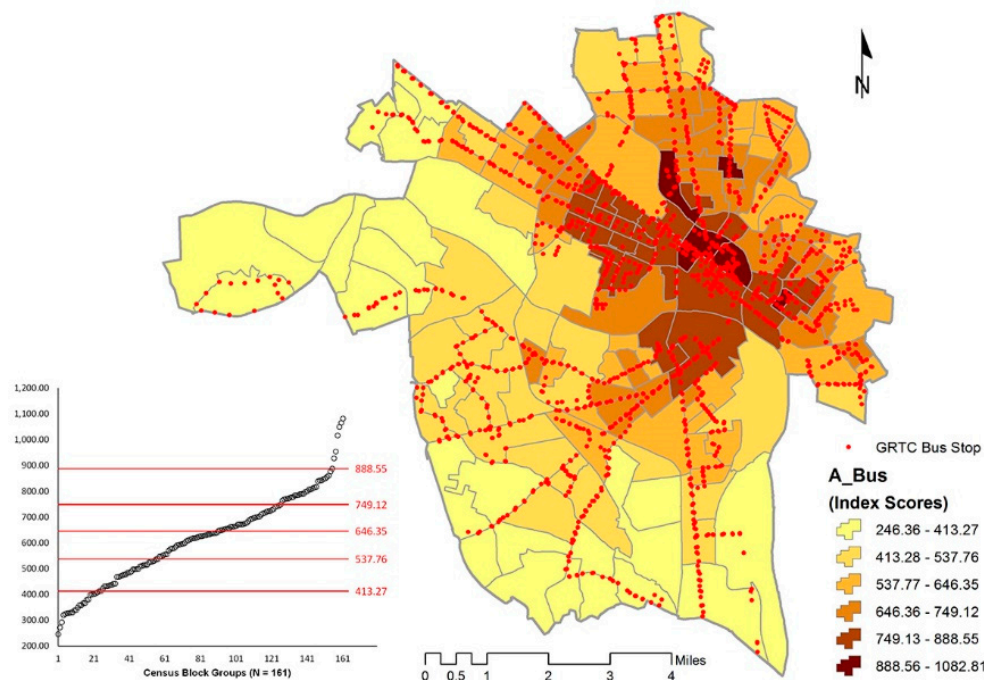 N
1,200.00
1,100.00
1,000.00
900.00
800.00
700.00
600.00
500.00
400.00
300.00
200.00
888.55
749.12
646.35
537.76
413.27
1 21 41 61 81 101 121 141 161
Census Block Groups (N = 161)
0 0.5 1 2 3 4
Miles
GRTC Bus Stop
A_Bus
(Index Scores)
246.36 - 413.27
413.28 - 537.76
537.77 - 646.35
646.36 - 749.12
749.13 - 888.55
888.56 - 1082.81